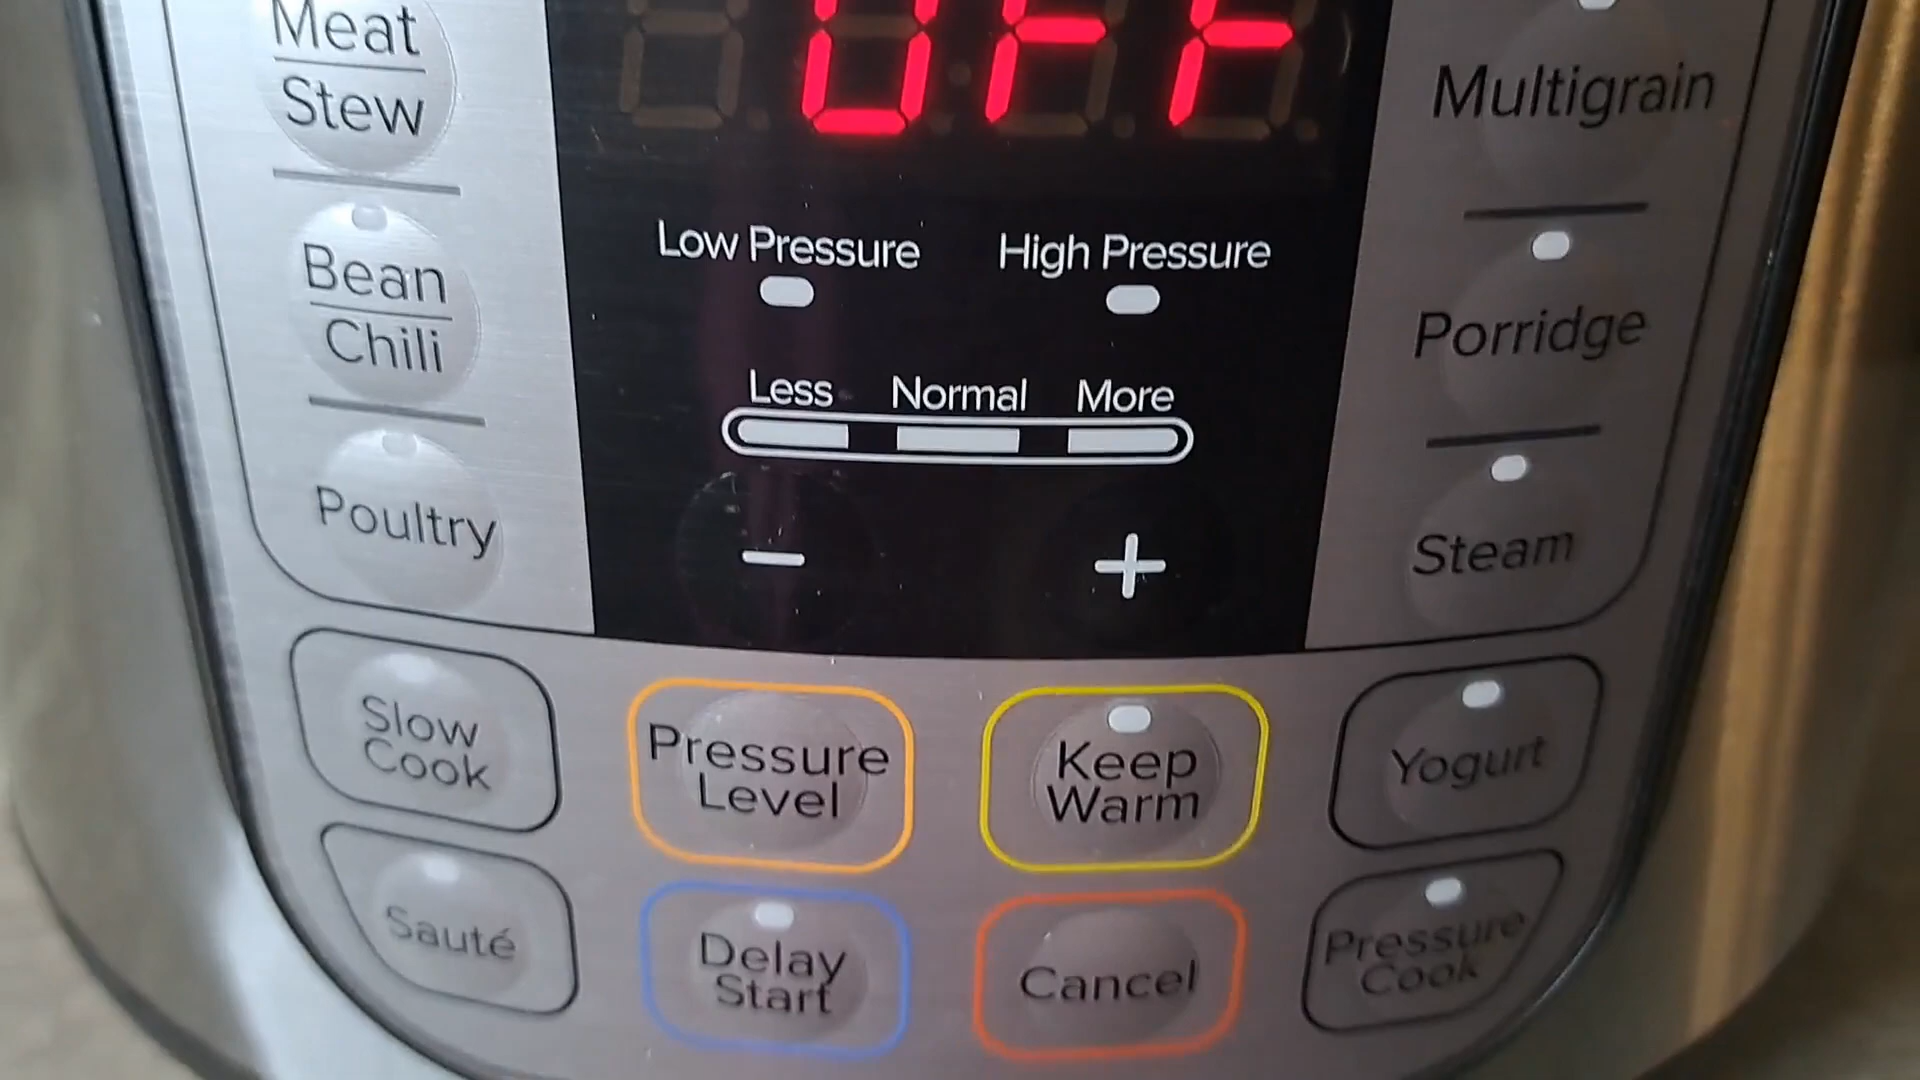 Meat
Stew
OFF
Multigrain
Low Pressure
High Pressure
Bean
Chili
Porridge
Less Normal More
Poultry
- +
Steam
Slow
Cook
Pressure
Level
Keep
Warm
Yogurt
Sauté
Delay
Start
Cancel
Pressure
Cook